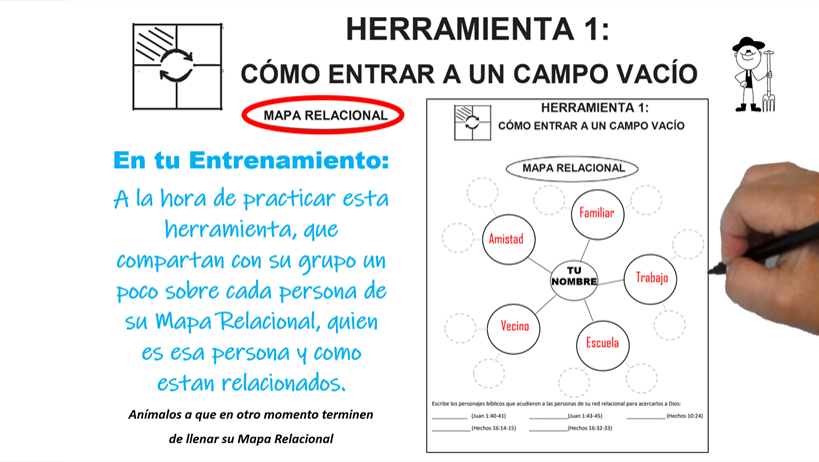 HERRAMIENTA 1:
CÓMO ENTRAR A UN CAMPO VACÍO
MAPA RELACIONAL
En tu Entrenamiento:
A la hora de practicar esta
herramienta, que
compartan con su grupo un
poco sobre cada persona de
su Mapa Relacional, quien
es esa persona y como
estan relacionados.
Anímalos a que en otro momento terminen
de llenar su Mapa Relacional
HERRAMIENTA 1:
CÓMO ENTRAR A UN CAMPO VACÍO
MAPA RELACIONAL
Familiar
Amistad
TU
NOMBRE
Trabajo
Vecino
Escuela
Escribe los personajes bíblicos que acudieron a las personas de su red relacional para acercarlos a Dios:
____________ (Juan 1:40-41) ____________(Juan 1:43-45) ____________ (Hechos 10:24)
____________ (Hechos 16:14-15) ____________(Hechos 16:32-33)